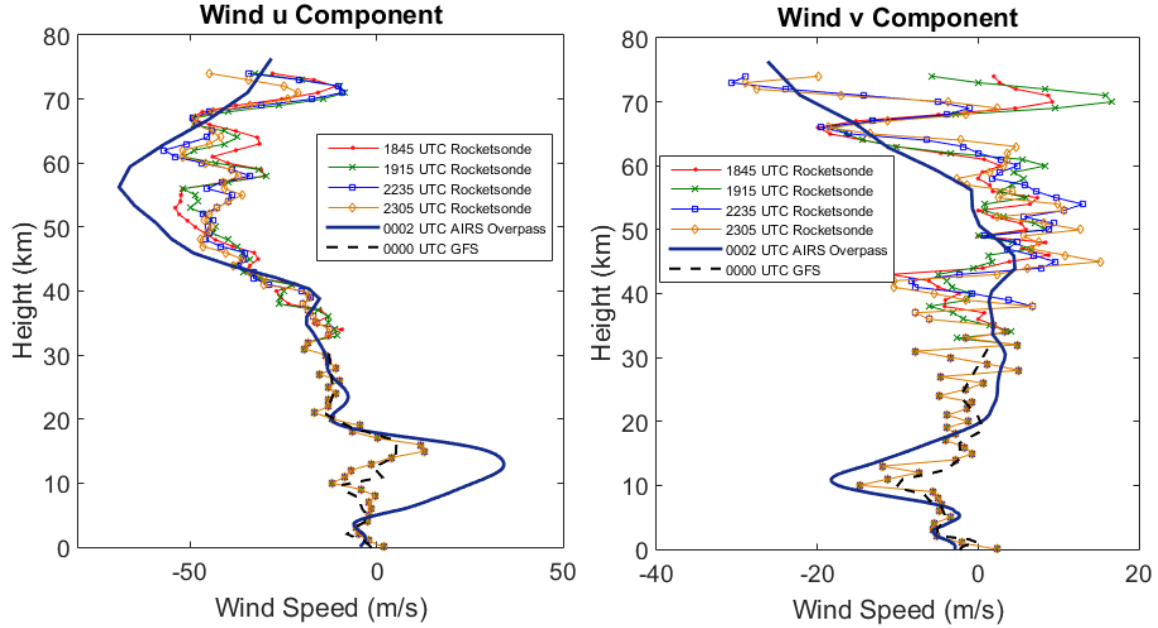 Wind u Component
80
70
60
50
40
30
20
10
0
Height (km)
-50
0
50
Wind Speed (m/s)
1845 UTC Rocketsonde
1915 UTC Rocketsonde
2235 UTC Rocketsonde
2305 UTC Rocketsonde
0002 UTC AIRS Overpass
0000 UTC GFS
Wind v Component
80
70
60
50
40
30
20
10
0
Height (km)
-40
-20
0
20
Wind Speed (m/s)
1845 UTC Rocketsonde
1915 UTC Rocketsonde
2235 UTC Rocketsonde
2305 UTC Rocketsonde
0002 UTC AIRS Overpass
0000 UTC GFS